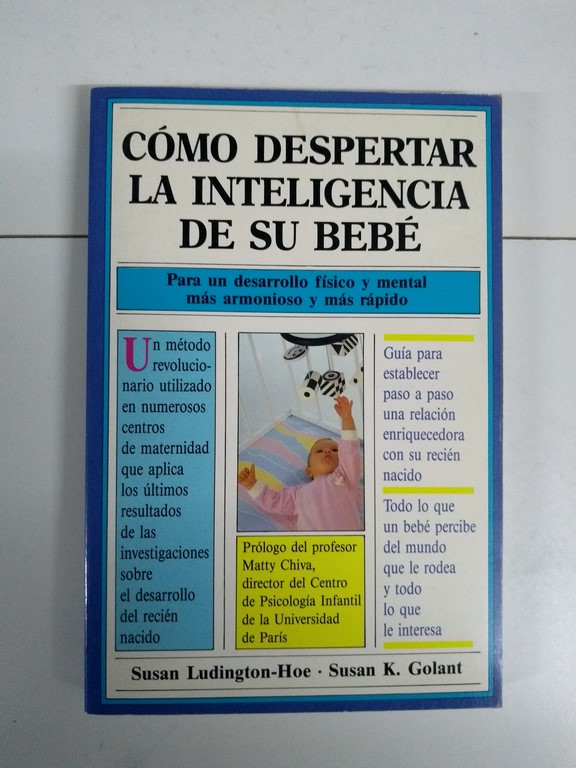 CÓMO DESPERTAR
LA INTELIGENCIA
DE SU BEBÉ
Para un desarrollo físico y mental
más armonioso y más rápido
Un método
revolucio-
nario utilizado
en numerosos
centros
de maternidad
que aplica
los últimos
resultados
de las
investigaciones
sobre
el desarrollo
del recién
nacido
Prólogo del profesor
Matty Chiva,
director del Centro
de Psicología Infantil
de la Universidad
de París
Guía para
establecer
paso a paso
una relación
enriquecedora
con su recién
nacido
Todo lo que
un bebé percibe
del mundo
que le rodea
y todo
lo que
le interesa
Susan Ludington-Hoe · Susan K. Golant